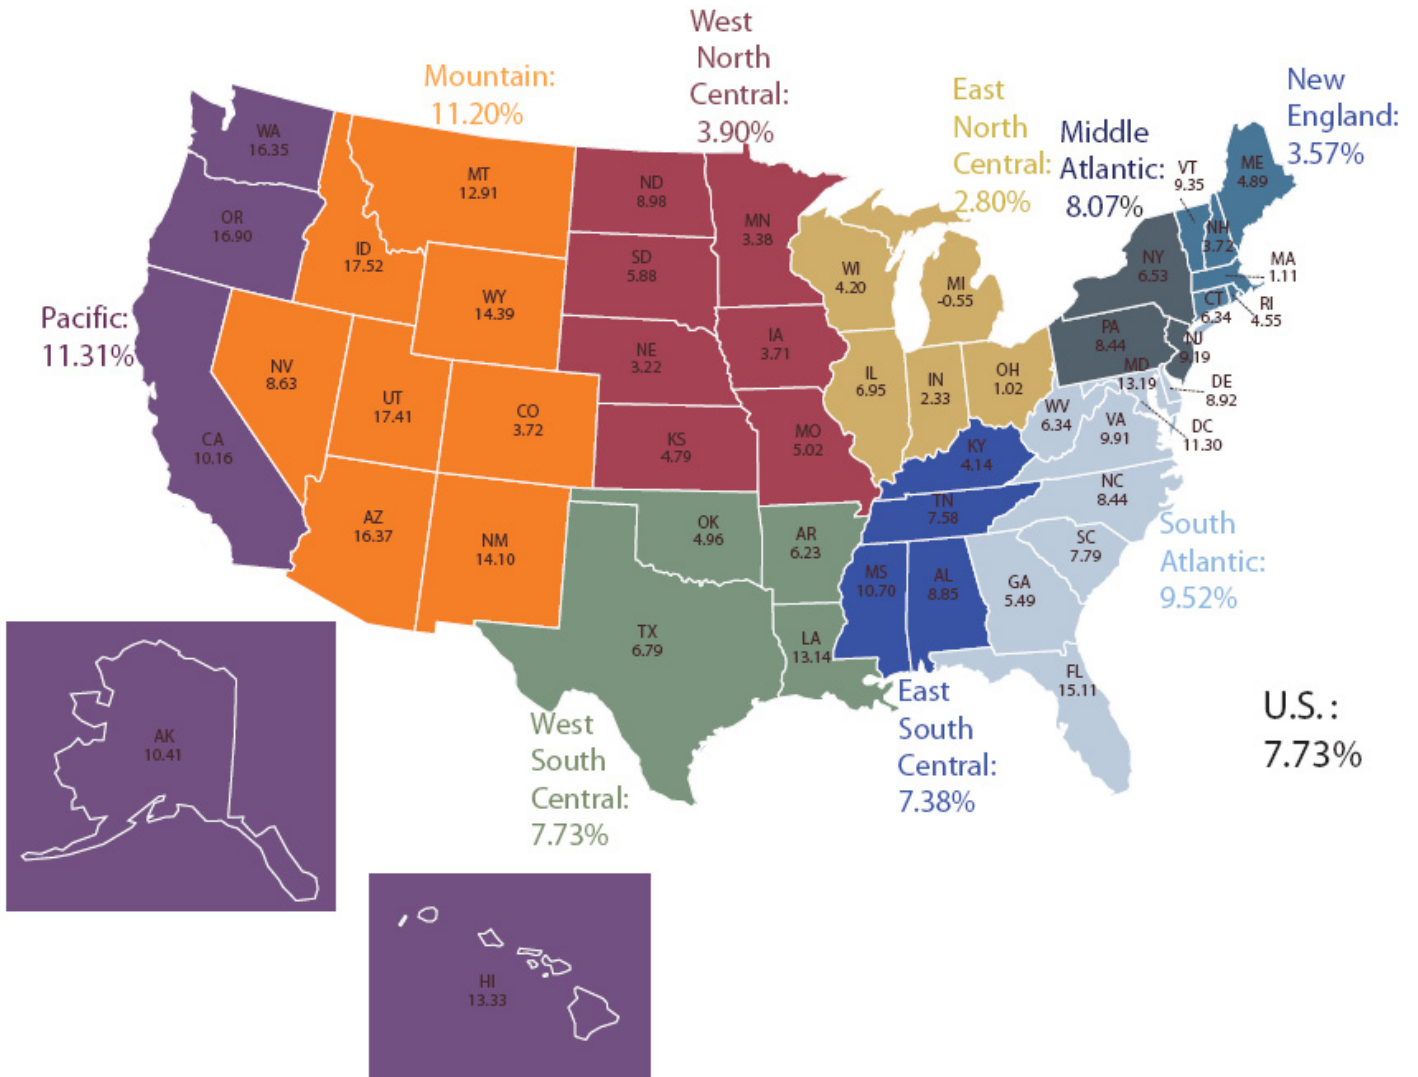 West
North
Central:
3.90%
Mountain:
11.20%
East
North
Central:
2.80%
Middle
Atlantic:
8.07%
New
England:
3.57%
Pacific:
11.31%
WA
16.35
OR
16.90
CA
10.16
MT
12.91
ID
17.52
WY
14.39
NV
8.63
UT
17.41
CO
3.72
AZ
16.37
NM
14.10
ND
8.98
SD
5.88
NE
3.22
KS
4.79
MN
3.38
IA
3.71
MO
5.02
WI
4.20
MI
-0.55
IL
6.95
IN
2.33
OH
1.02
VT
9.35
ME
4.89
NH
3.72
MA
1.11
RI
4.55
CT
6.34
NY
6.53
PA
8.44
NJ
9.19
MD
13.19
DE
8.92
DC
11.30
WV
6.34
VA
9.91
NC
8.44
SC
7.79
GA
5.49
FL
15.11
KY
4.14
TN
7.58
MS
10.70
AL
8.85
OK
4.96
AR
6.23
TX
6.79
LA
13.14
South
Atlantic:
9.52%
East
South
Central:
7.38%
West
South
Central:
7.73%
U.S. :
7.73%
AK
10.41
HI
13.33